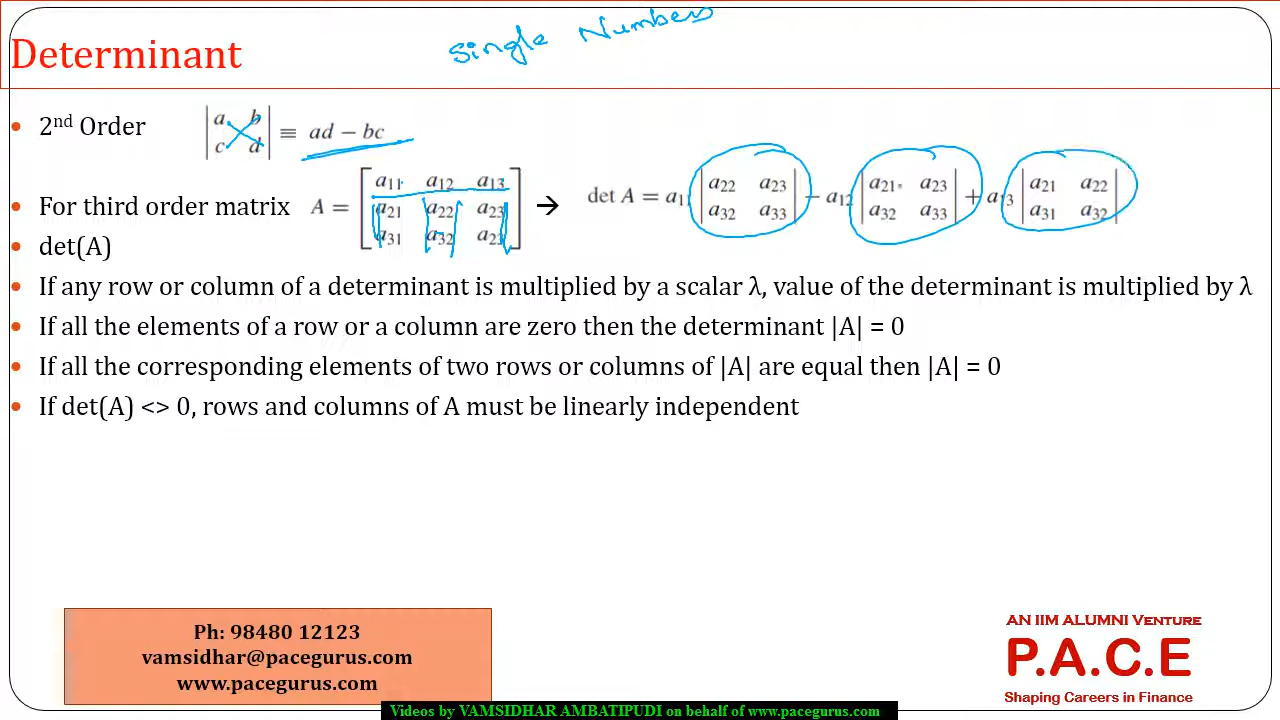 single Numbers
Determinant
• 2nd Order |a b; c d| ≡ ad − bc
• For third order matrix A = [a11 a12 a13; a21 a22 a23; a31 a32 a23] → det A = a11 |a22 a23; a32 a33| − a12 |a21 a23; a32 a33| + a13 |a21 a22; a31 a32|
• det(A)
• If any row or column of a determinant is multiplied by a scalar λ, value of the determinant is multiplied by λ
• If all the elements of a row or a column are zero then the determinant |A| = 0
• If all the corresponding elements of two rows or columns of |A| are equal then |A| = 0
• If det(A) <> 0, rows and columns of A must be linearly independent
Ph: 98480 12123
vamsidhar@pacegurus.com
www.pacegurus.com
AN IIM ALUMNI VENTURE
P.A.C.E
Shaping Careers in Finance
Videos by VAMSIDHAR AMBATIPUDI on behalf of www.pacegurus.com